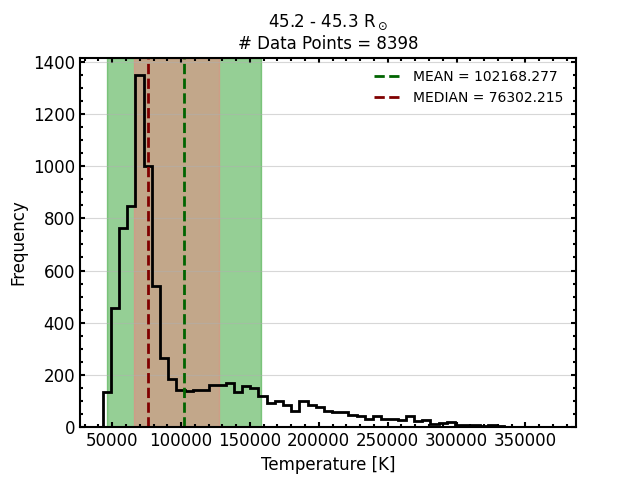 45.2 - 45.3 R⊙
# Data Points = 8398
MEAN = 102168.277
MEDIAN = 76302.215
Frequency
1400
1200
1000
800
600
400
200
0
50000 100000 150000 200000 250000 300000 350000
Temperature [K]